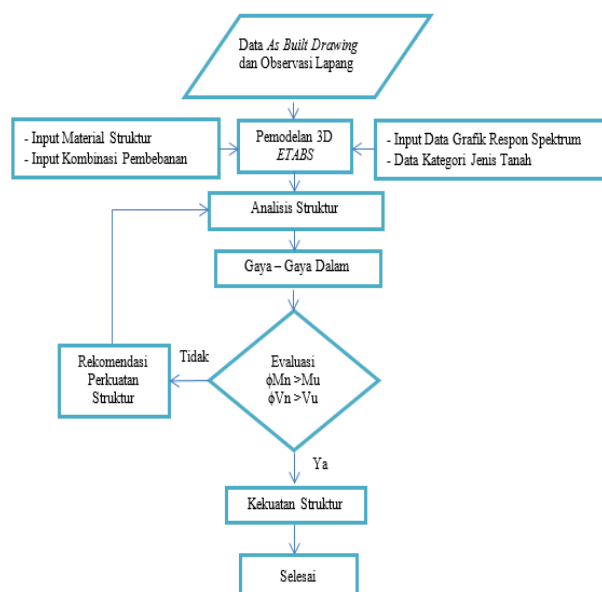 Data As Built Drawing
dan Observasi Lapang
- Input Material Struktur
- Input Kombinasi Pembebanan
Pemodelan 3D
ETABS
- Input Data Grafik Respon Spektrum
- Data Kategori Jenis Tanah
Analisis Struktur
Gaya – Gaya Dalam
Rekomendasi
Perkuatan
Struktur
Tidak
Evaluasi
ϕMn >Mu
ϕVn >Vu
Ya
Kekuatan Struktur
Selesai